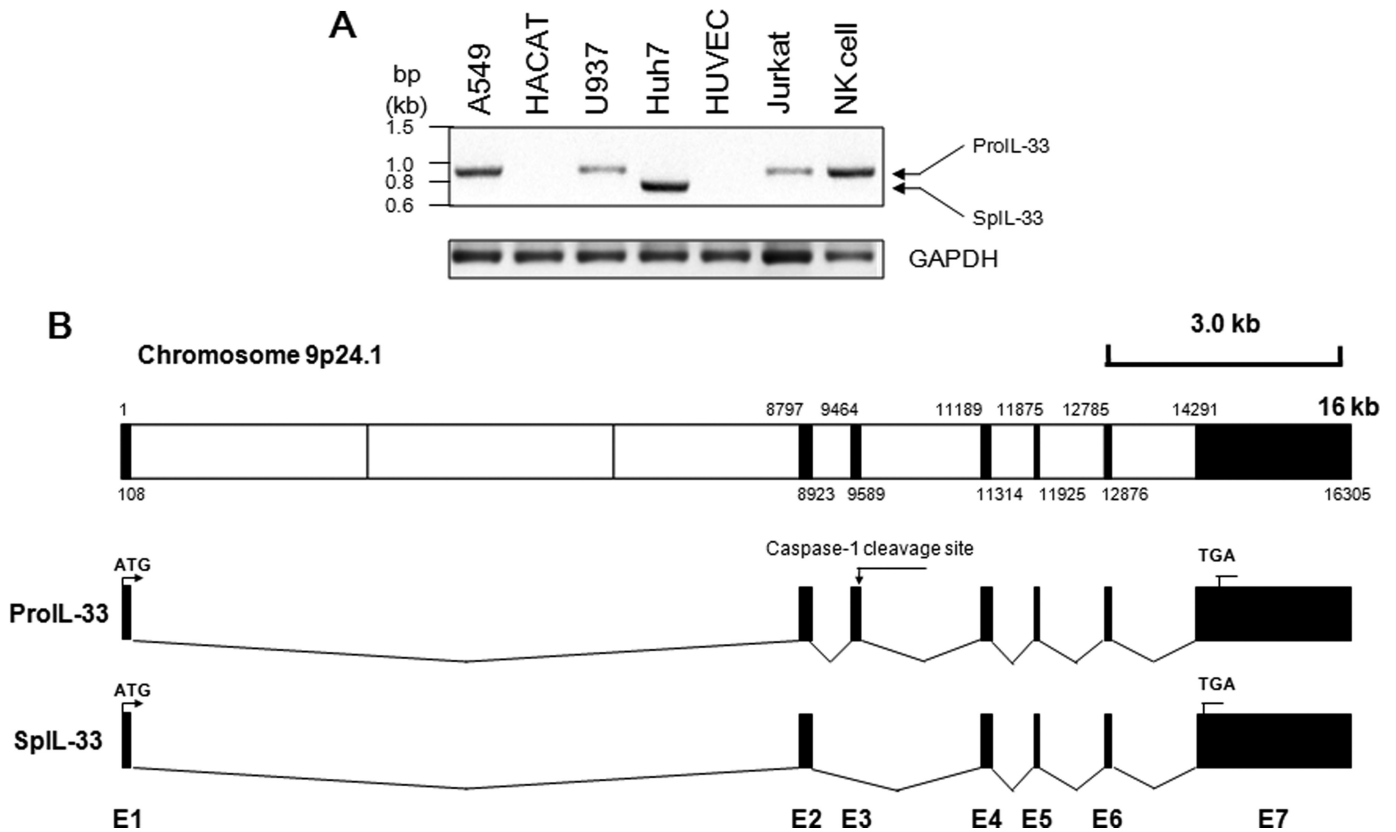 A
bp
(kb)
A549
HACAT
U937
Huh7
HUVEC
Jurkat
NK cell
1.5
1.0
0.8
0.6
ProIL-33
SpIL-33
GAPDH
B
Chromosome 9p24.1
3.0 kb
1 8797 9464 11189 11875 12785 14291 16 kb
108 8923 9589 11314 11925 12876 16305
Caspase-1 cleavage site
ATG TGA
ProIL-33
ATG TGA
SpIL-33
E1 E2 E3 E4 E5 E6 E7